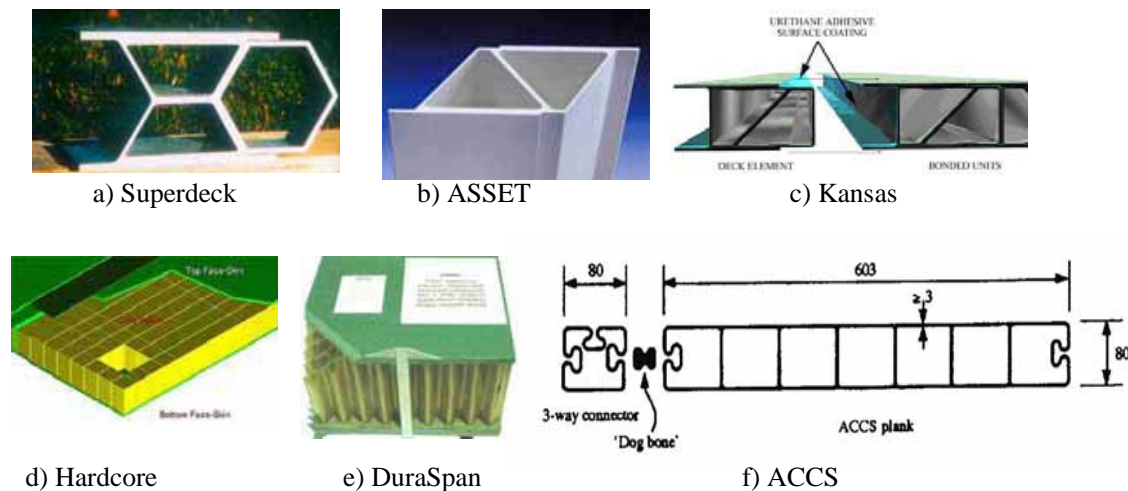 URETHANE ADHESIVE
SURFACE COATING
DECK ELEMENT
BONDED UNITS
a) Superdeck
b) ASSET
c) Kansas
Top Face-Skin
Bottom Face-Skin
80
603
≥ 3
80
3-way connector
'Dog bone'
ACCS plank
d) Hardcore
e) DuraSpan
f) ACCS